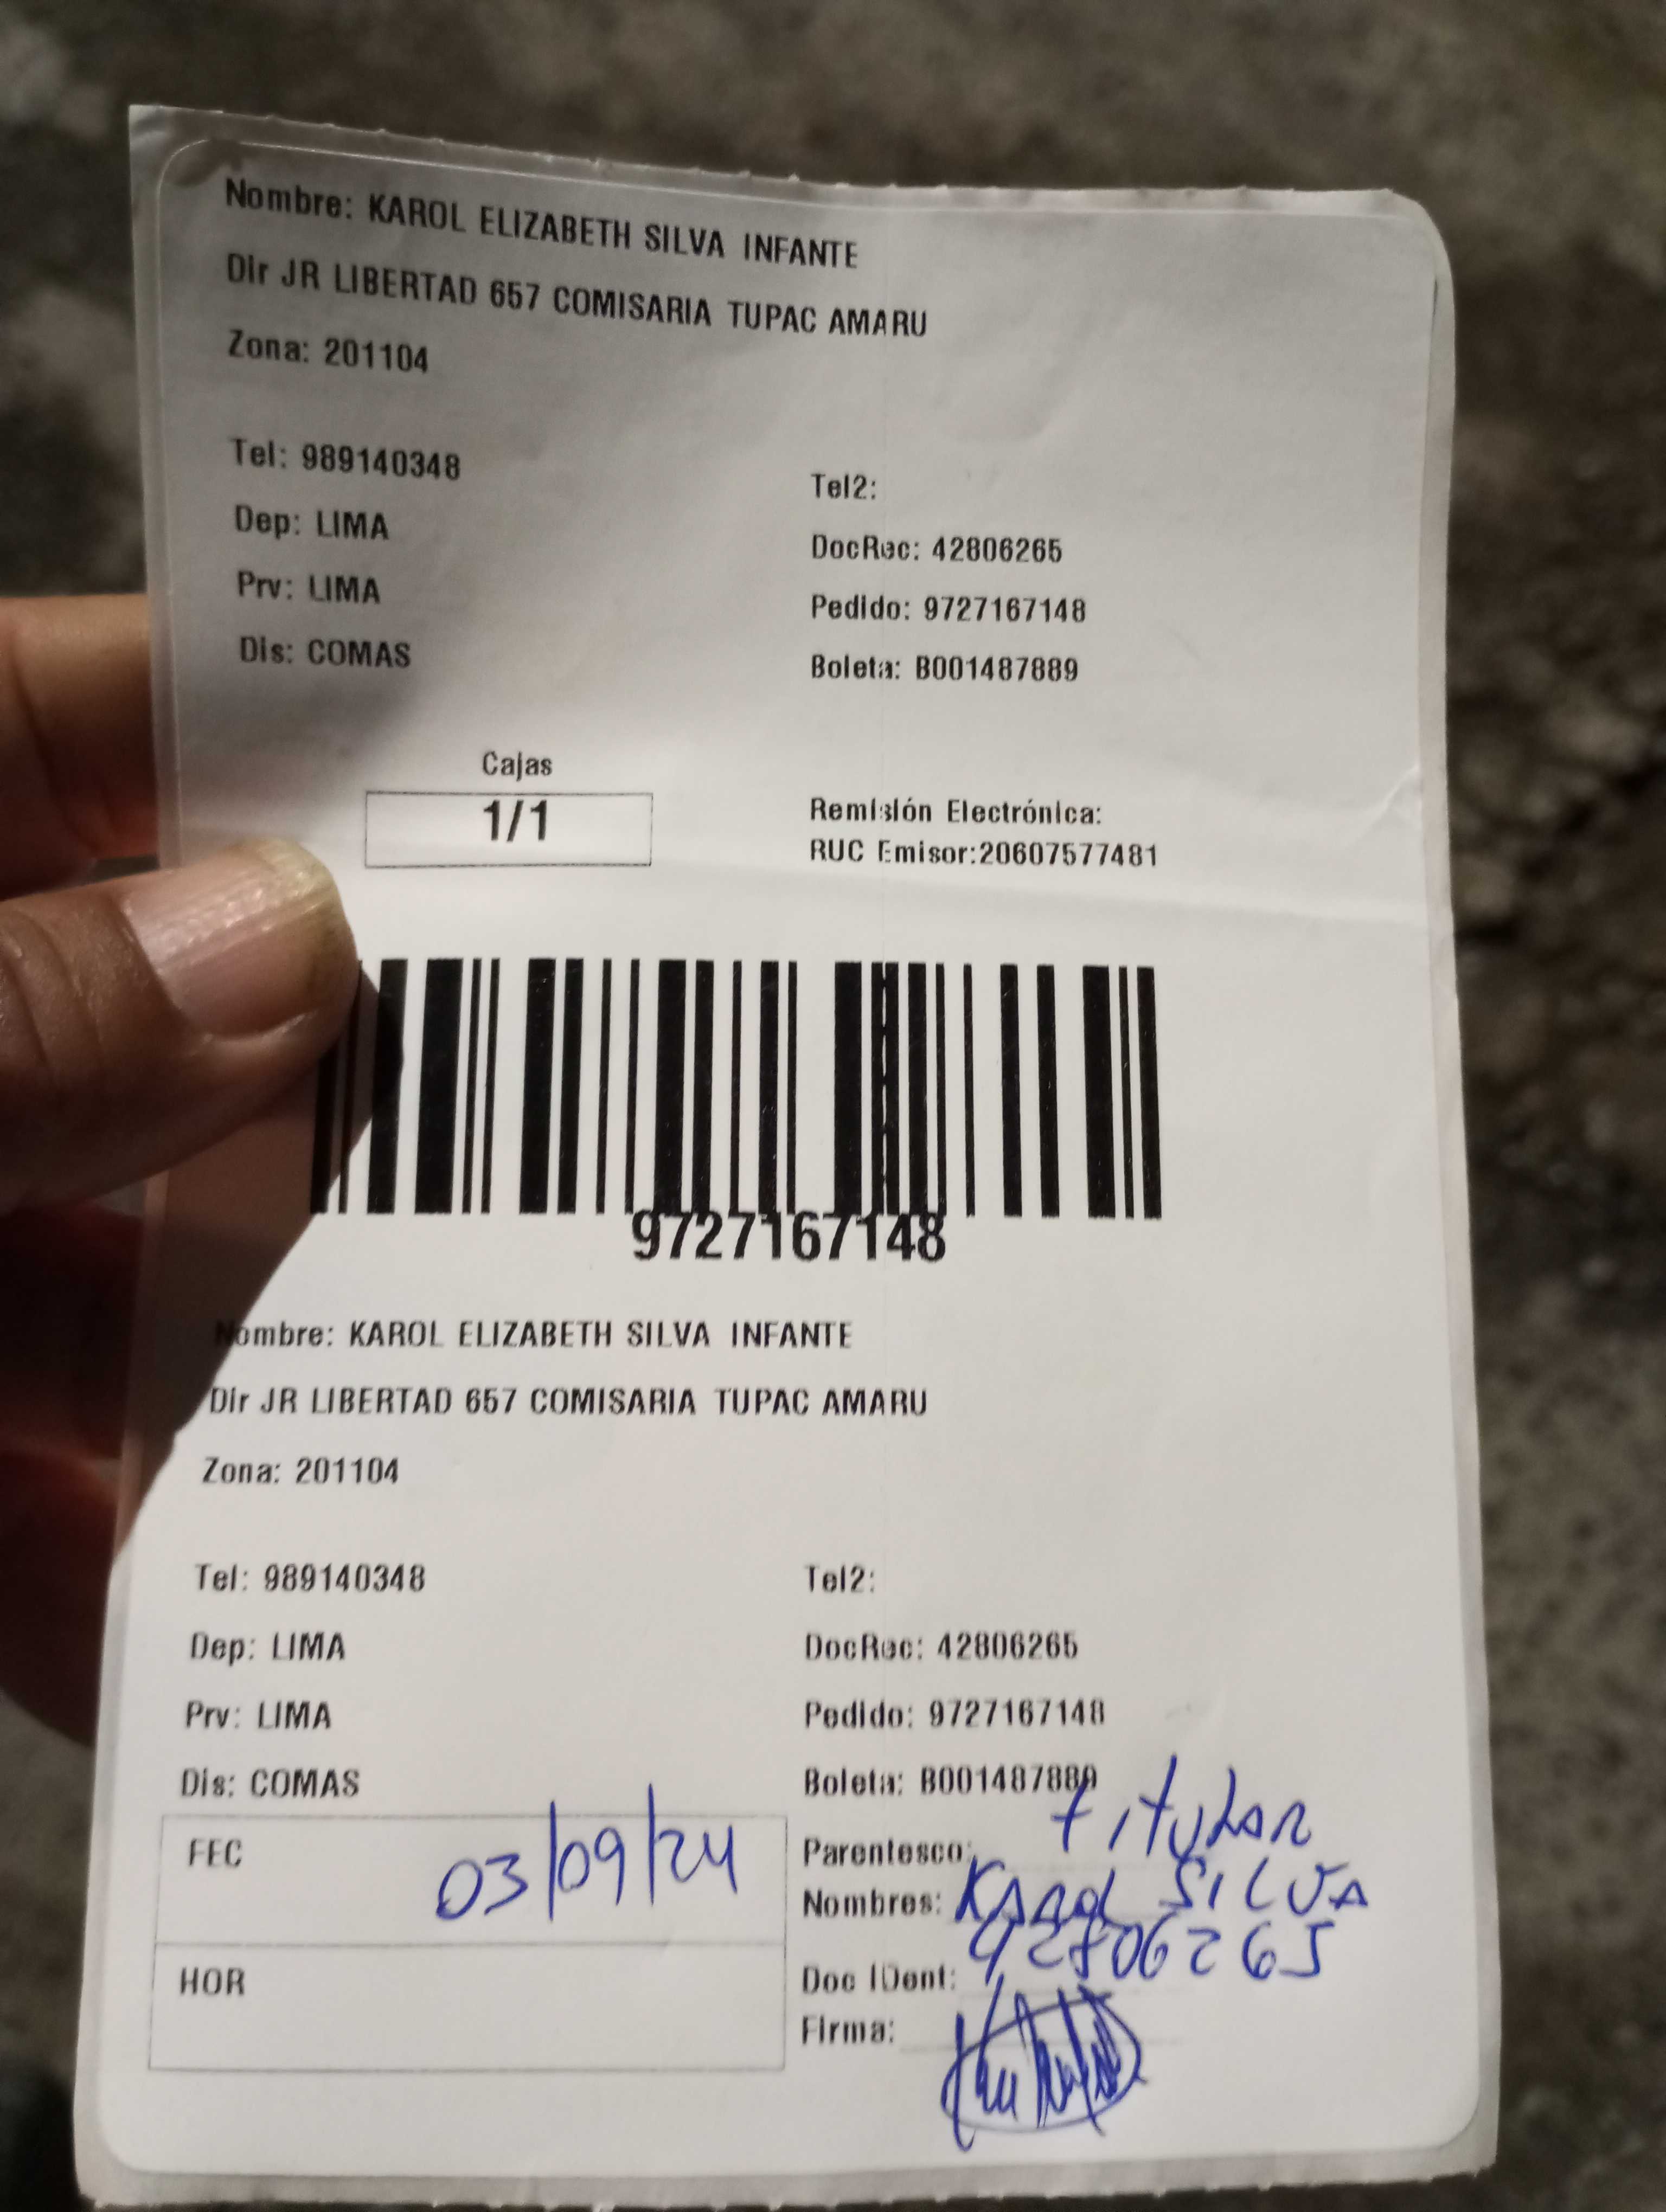 Nombre: KAROL ELIZABETH SILVA INFANTE
Dir JR LIBERTAD 657 COMISARIA TUPAC AMARU
Zona: 201104
Tel: 989140348
Tel2:
Dep: LIMA
DocRec: 42806265
Prv: LIMA
Pedido: 9727167148
Dis: COMAS
Boleta: B001487889
Cajas
1/1
Remisión Electrónica:
RUC Emisor:20607577481
9727167148
Nombre: KAROL ELIZABETH SILVA INFANTE
Dir JR LIBERTAD 657 COMISARIA TUPAC AMARU
Zona: 201104
Tel: 989140348
Tel2:
Dep: LIMA
DocRec: 42806265
Prv: LIMA
Pedido: 9727167148
Dis: COMAS
Boleta: B001487889
FEC 03/09/24
Parentesco: titular
Nombres: Karol SILVA
HOR
Doc IDent: 42806265
Firma: